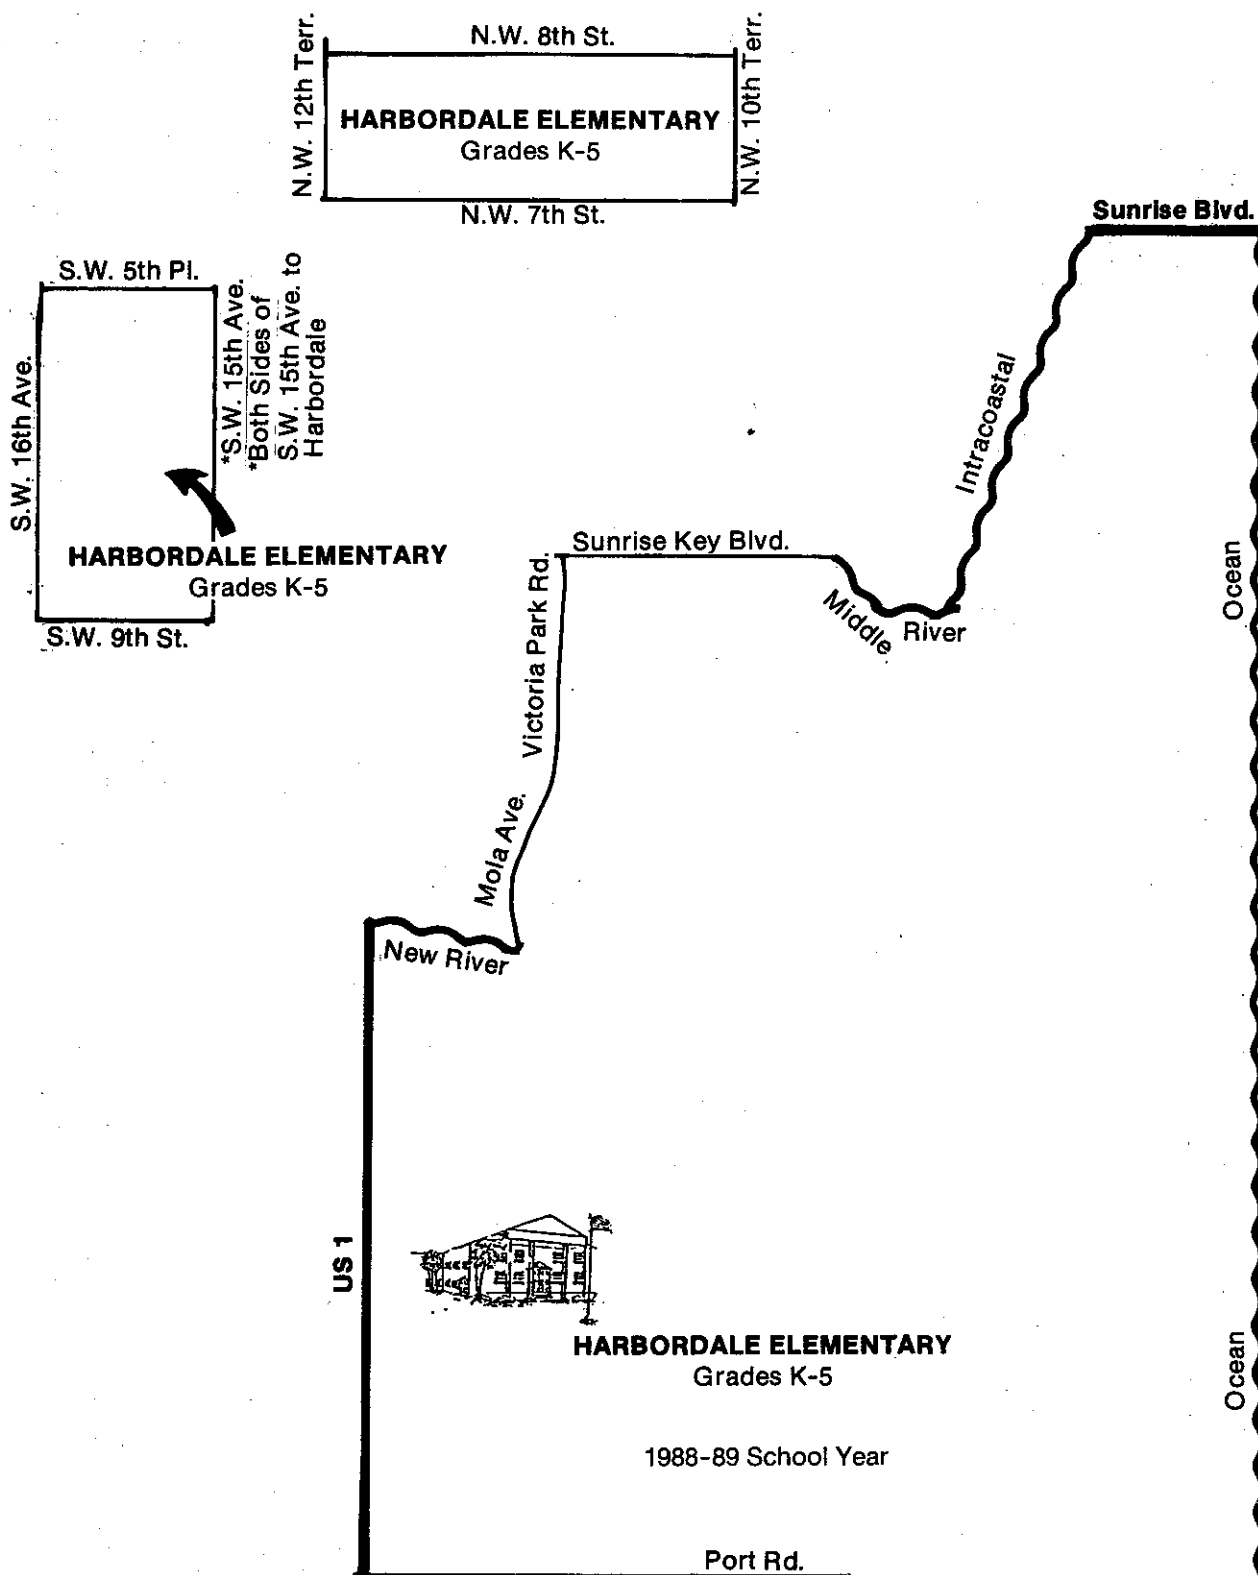 N.W. 8th St.
N.W. 12th Terr.
HARBORDALE ELEMENTARY
Grades K-5
N.W. 10th Terr.
N.W. 7th St.
Sunrise Blvd.
S.W. 5th Pl.
S.W. 16th Ave.
*S.W. 15th Ave.
*Both Sides of
S.W. 15th Ave. to
Harbordale
HARBORDALE ELEMENTARY
Grades K-5
S.W. 9th St.
Intracoastal
Sunrise Key Blvd.
Middle River
Ocean
Victoria Park Rd.
Mola Ave.
New River
US 1
HARBORDALE ELEMENTARY
Grades K-5
Ocean
1988-89 School Year
Port Rd.